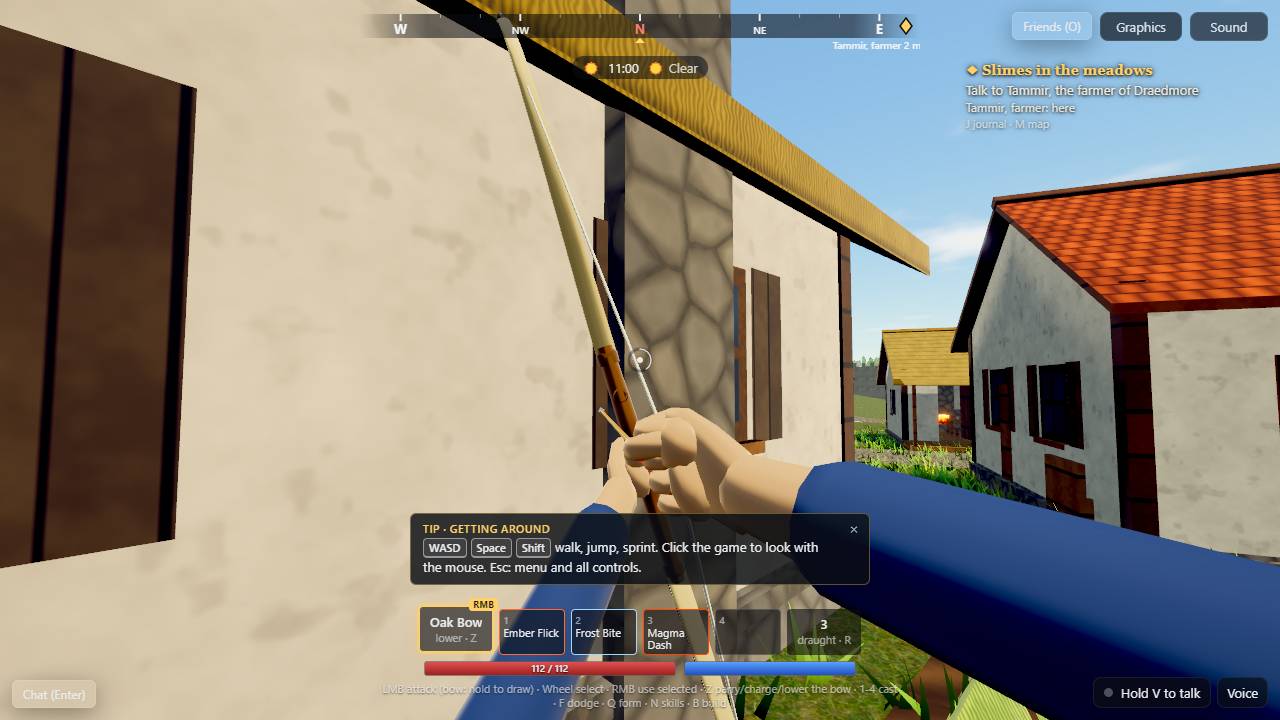 W NW N NE E
Tammir, farmer 2 m
11:00 Clear
Friends (O) Graphics Sound
Slimes in the meadows
Talk to Tammir, the farmer of Draedmore
Tammir, farmer: here
J journal · M map
TIP · GETTING AROUND ×
WASD Space Shift walk, jump, sprint. Click the game to look with
the mouse. Esc: menu and all controls.
RMB
Oak Bow
lower · Z
1
Ember Flick
2
Frost Bite
3
Magma
Dash
4
3
draught · R
112 / 112
LMB attack (bow: hold to draw) · Wheel select · RMB use selected · Z parry/charge/lower the bow · 1-4 cast
· F dodge · Q form · N skills · B build
Chat (Enter)
Hold V to talk Voice